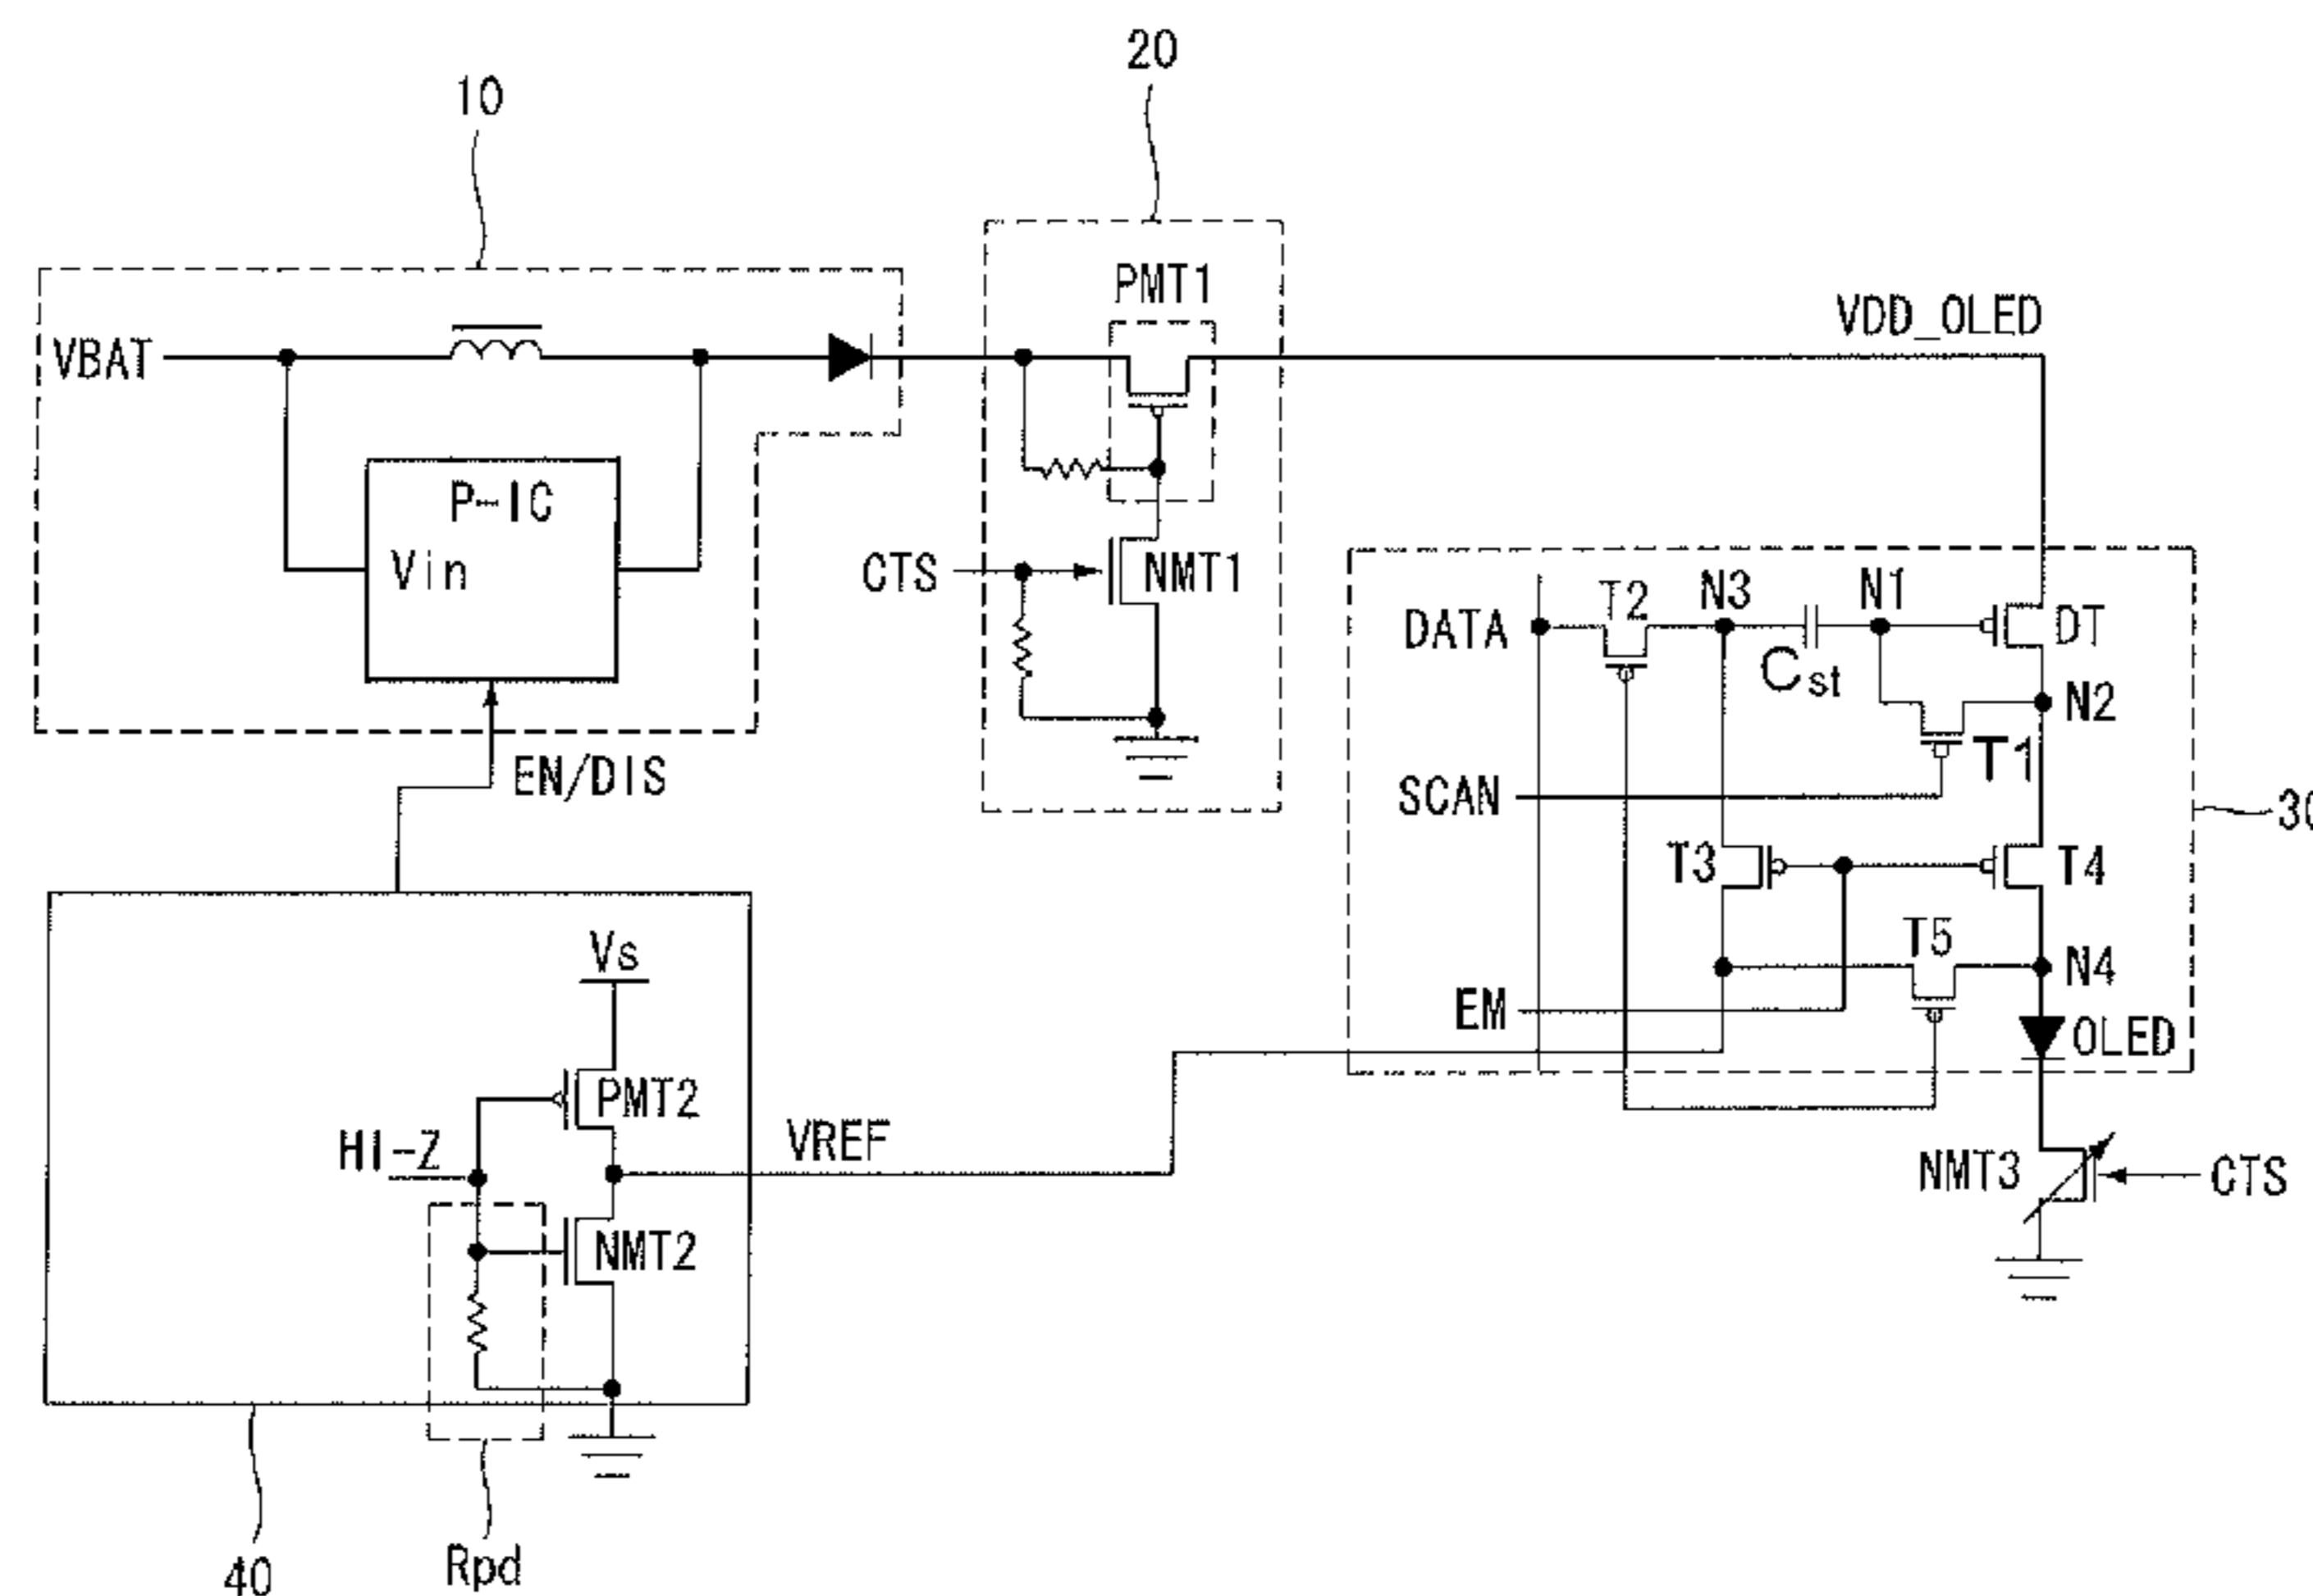 20
10
PMT1
VDD_OLED
VBAT
P-IC
Vin
CTS
NMT1
DATA
T2
N3
N1
DT
Cst
N2
T1
EN/DIS
SCAN
30
T3
T4
Vs
T5
N4
EM
OLED
PMT2
HI-Z
VREF
NMT3
CTS
NMT2
Rpd
40